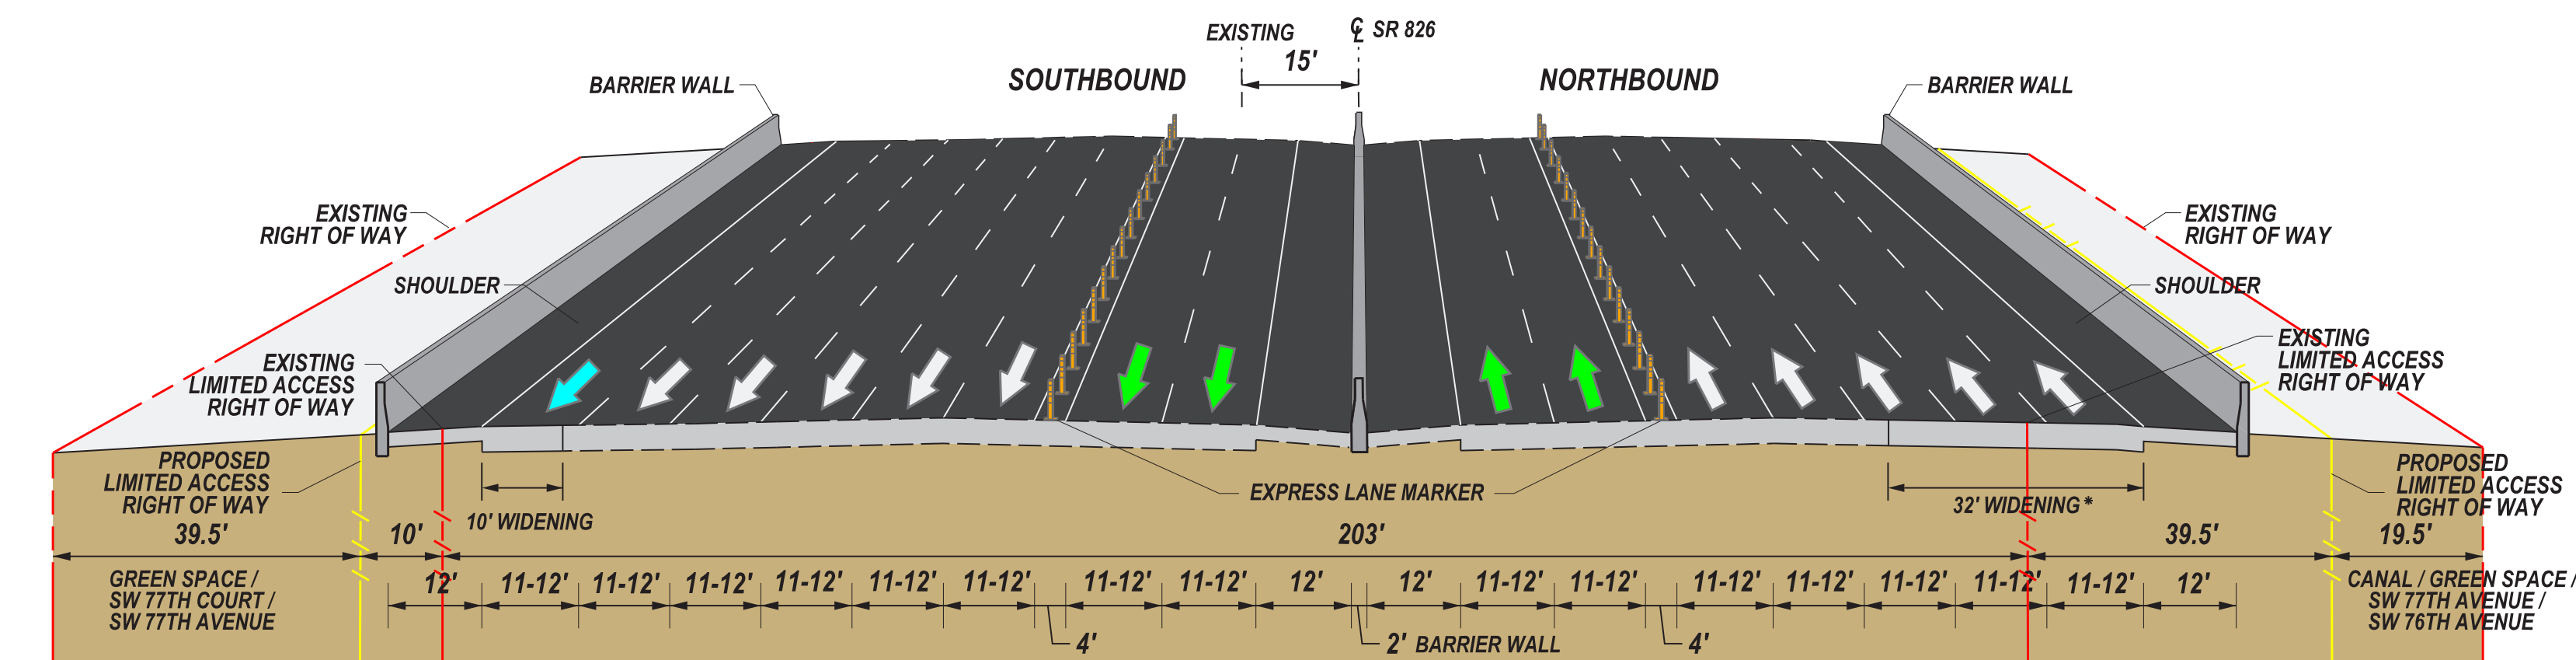 EXISTING
℄ SR 826
15'
SOUTHBOUND
NORTHBOUND
BARRIER WALL
BARRIER WALL
EXISTING
RIGHT OF WAY
EXISTING
RIGHT OF WAY
SHOULDER
SHOULDER
EXISTING
LIMITED ACCESS
RIGHT OF WAY
EXISTING
LIMITED ACCESS
RIGHT OF WAY
PROPOSED
LIMITED ACCESS
RIGHT OF WAY
10' WIDENING
EXPRESS LANE MARKER
32' WIDENING*
PROPOSED
LIMITED ACCESS
RIGHT OF WAY
39.5'
10'
203'
39.5'
19.5'
GREEN SPACE /
SW 77TH COURT /
SW 77TH AVENUE
12'
11-12'
11-12'
11-12'
11-12'
11-12'
11-12'
11-12'
11-12'
12'
12'
11-12'
11-12'
11-12'
11-12'
11-12'
11-12'
11-12'
12'
CANAL / GREEN SPACE /
SW 77TH AVENUE /
SW 76TH AVENUE
4'
2' BARRIER WALL
4'